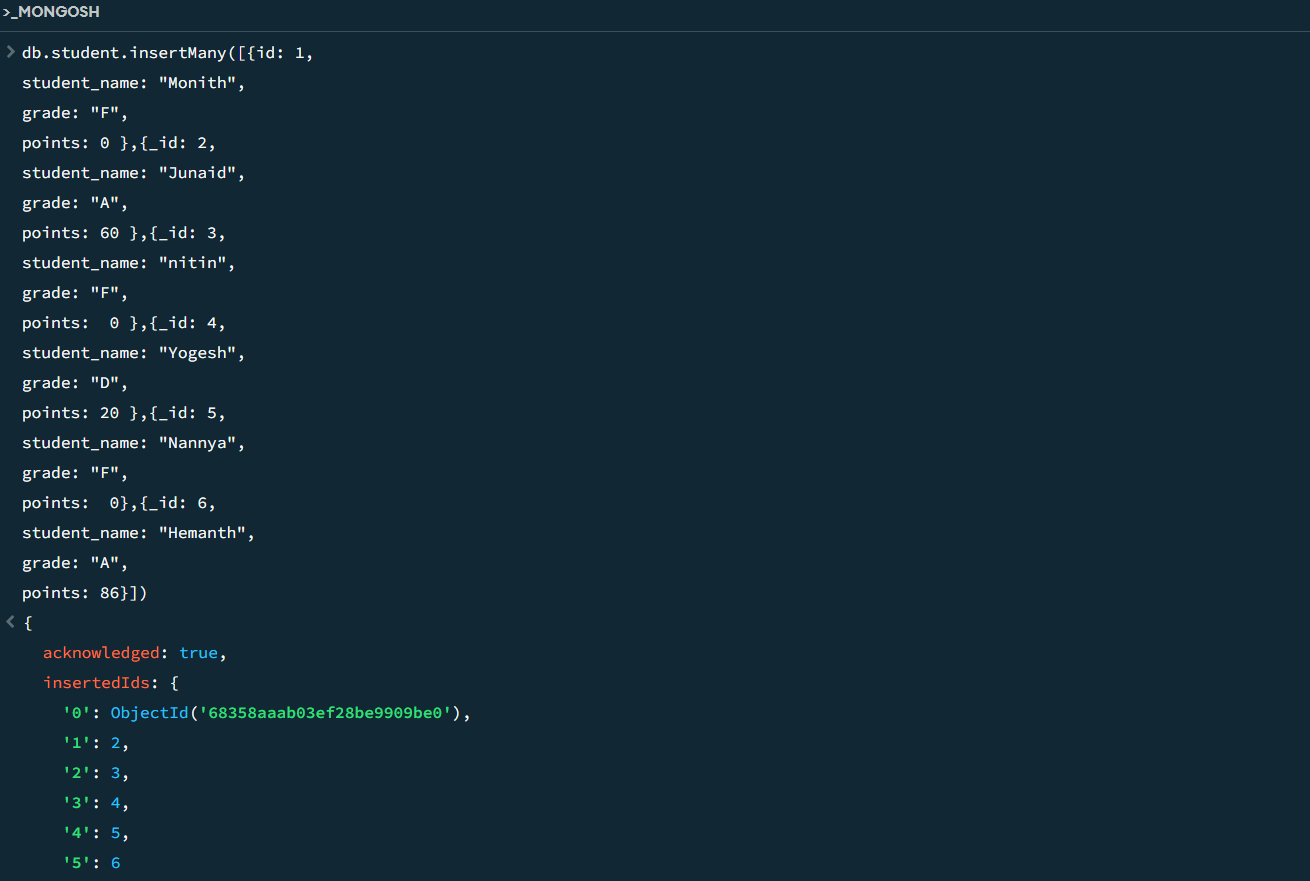 >_MONGOSH
> db.student.insertMany([{id: 1,
student_name: "Monith",
grade: "F",
points: 0 },{_id: 2,
student_name: "Junaid",
grade: "A",
points: 60 },{_id: 3,
student_name: "nitin",
grade: "F",
points:  0 },{_id: 4,
student_name: "Yogesh",
grade: "D",
points: 20 },{_id: 5,
student_name: "Nannya",
grade: "F",
points:  0},{_id: 6,
student_name: "Hemanth",
grade: "A",
points: 86}])
< {
acknowledged: true,
insertedIds: {
'0': ObjectId('68358aaab03ef28be9909be0'),
'1': 2,
'2': 3,
'3': 4,
'4': 5,
'5': 6